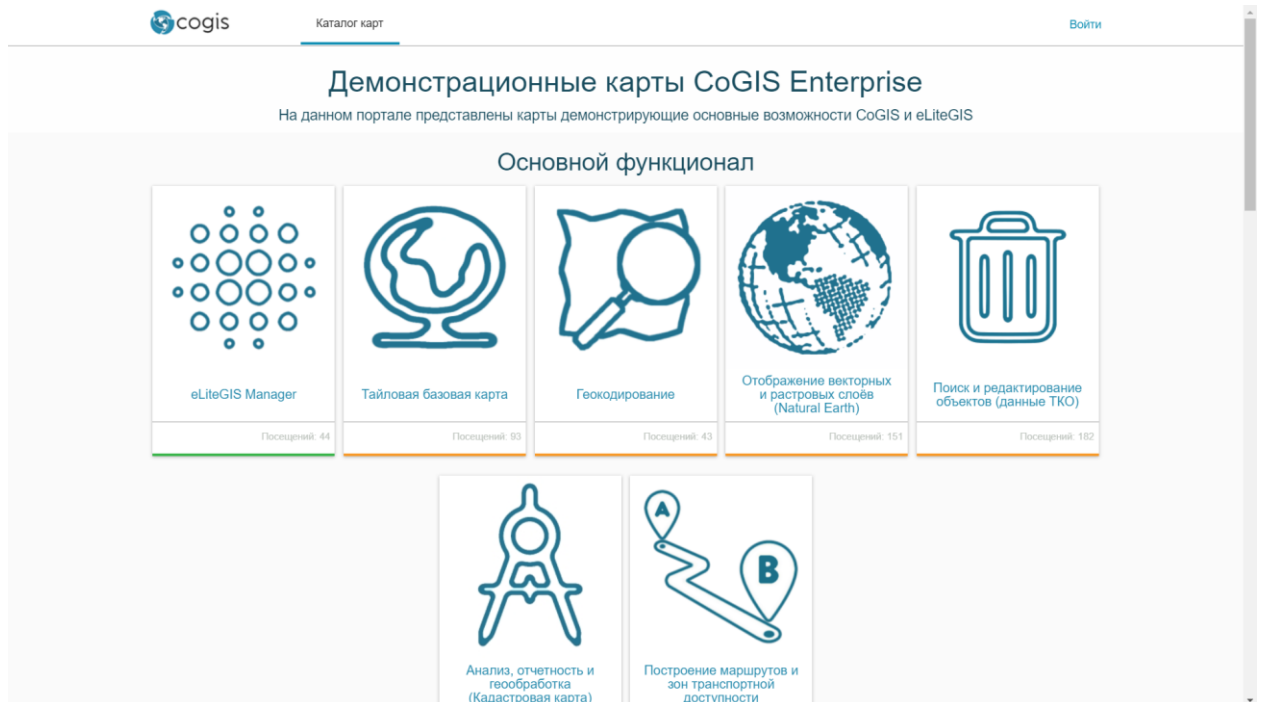 cogis
Каталог карт
Войти
Демонстрационные карты CoGIS Enterprise
На данном портале представлены карты демонстрирующие основные возможности CoGIS и eLiteGIS
Основной функционал
eLiteGIS Manager
Посещений: 44
Тайловая базовая карта
Посещений: 93
Геокодирование
Посещений: 43
Отображение векторных
и растровых слоёв
(Natural Earth)
Посещений: 151
Поиск и редактирование
объектов (данные ТКО)
Посещений: 182
Анализ, отчетность и
геообработка
(Кадастровая карта)
A
B
Построение маршрутов и
зон транспортной
доступности